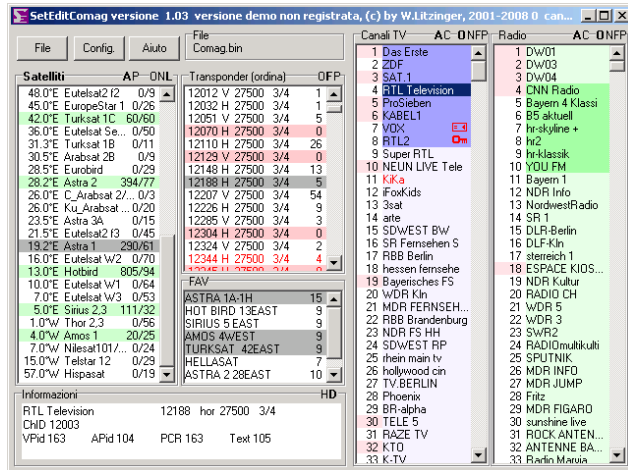 SetEditComag versione 1.03 versione demo non registrata, (c) by W.Litzinger, 2001-2008 0 can...
File Config. Aiuto
File
Comag.bin
Satelliti AP ONL
48.0°E Eutelsat2 f2 0/9
45.0°E EuropeStar 1 0/26
42.0°E Turksat 1C 60/60
36.0°E Eutelsat Se... 0/50
31.3°E Turksat 1B 0/11
30.5°E Arabsat 2B 0/9
28.5°E Eurobird 0/29
28.2°E Astra 2 394/77
26.0°E C_Arabsat 2/... 0/3
26.0°E Ku_Arabsat ... 0/20
23.5°E Astra 3A 0/15
21.5°E Eutelsat2 f3 0/45
19.2°E Astra 1 290/61
16.0°E Eutelsat W2 0/70
13.0°E Hotbird 805/94
10.0°E Eutelsat W1 0/64
7.0°E Eutelsat W3 0/53
5.0°E Sirius 2,3 111/32
1.0°W Thor 2,3 0/56
4.0°W Amos 1 20/25
7.0°W Nilesat101/... 0/24
15.0°W Telstar 12 0/29
57.0°W Hispasat 0/19
Transponder (ordina) OFP
12012 V 27500 3/4 1
12032 H 27500 3/4 1
12051 V 27500 3/4 5
12070 H 27500 3/4 0
12110 H 27500 3/4 26
12129 V 27500 3/4 0
12148 H 27500 3/4 13
12188 H 27500 3/4 5
12207 V 27500 3/4 54
12226 H 27500 3/4 9
12285 V 27500 3/4 3
12304 H 27500 3/4 0
12324 V 27500 3/4 2
12344 H 27500 3/4 4
12345 H 27500 3/4 0
FAV
ASTRA 1A-1H 15
HOT BIRD 13EAST 9
SIRIUS 5 EAST 9
AMOS 4WEST 9
TURKSAT 42EAST 9
HELLASAT 7
ASTRA 2 28EAST 10
Informazioni HD
RTL Television 12188 hor 27500 3/4
ChID 12003
VPid 163 APid 104 PCR 163 Text 105
Canali TV AC ONFP
1 Das Erste
2 ZDF
3 SAT.1
4 RTL Television
5 ProSieben
6 KABEL1
7 VOX
8 RTL2
9 Super RTL
10 NEUN LIVE Tele
11 KiKa
12 iFoxKids
13 3sat
14 arte
15 SDWEST BW
16 SR Fernsehen S
17 RBB Berlin
18 hessen fernsehe
19 Bayerisches FS
20 WDR Kln
21 MDR FERNSEH...
22 RBB Brandenburg
23 NDR FS HH
24 SDWEST RP
25 rhein main tv
26 hollywood cin
27 TV.BERLIN
28 Phoenix
29 BR-alpha
30 TELE 5
31 RAZE TV
32 KTO
33 K-TV
Radio AC ONFP
1 DW01
2 DW03
3 DW04
4 CNN Radio
5 Bayern 4 Klassi
6 B5 aktuell
7 hr-skyline +
8 hr2
9 hr-klassik
10 YOU FM
11 Bayern 1
12 NDR Info
13 NordwestRadio
14 SR 1
15 DLR-Berlin
16 DLF-Kln
17 sterreich 1
18 ESPACE KIOS...
19 NDR Kultur
20 RADIO CH
21 WDR 5
22 WDR 3
23 SWR2
24 RADIOmultikulti
25 SPUTNIK
26 MDR INFO
27 MDR JUMP
28 Fritz
29 MDR FIGARO
30 sunshine live
31 ROCK ANTEN...
32 ANTENNE BA...
33 Radio Maryja